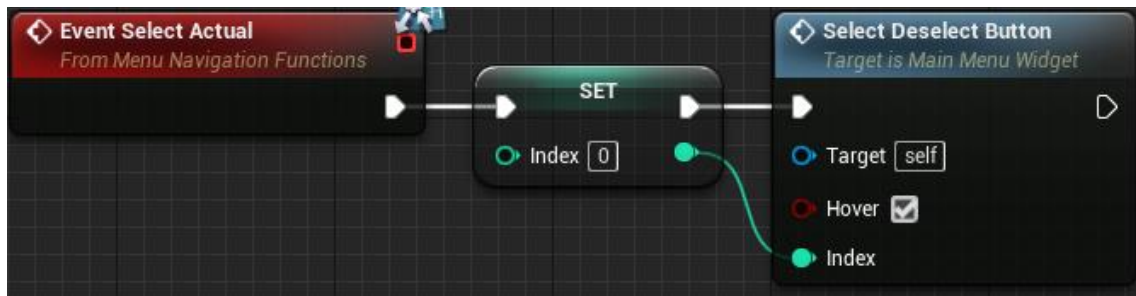 Event Select Actual
From Menu Navigation Functions
SET
Index 0
Select Deselect Button
Target is Main Menu Widget
Target self
Hover
Index